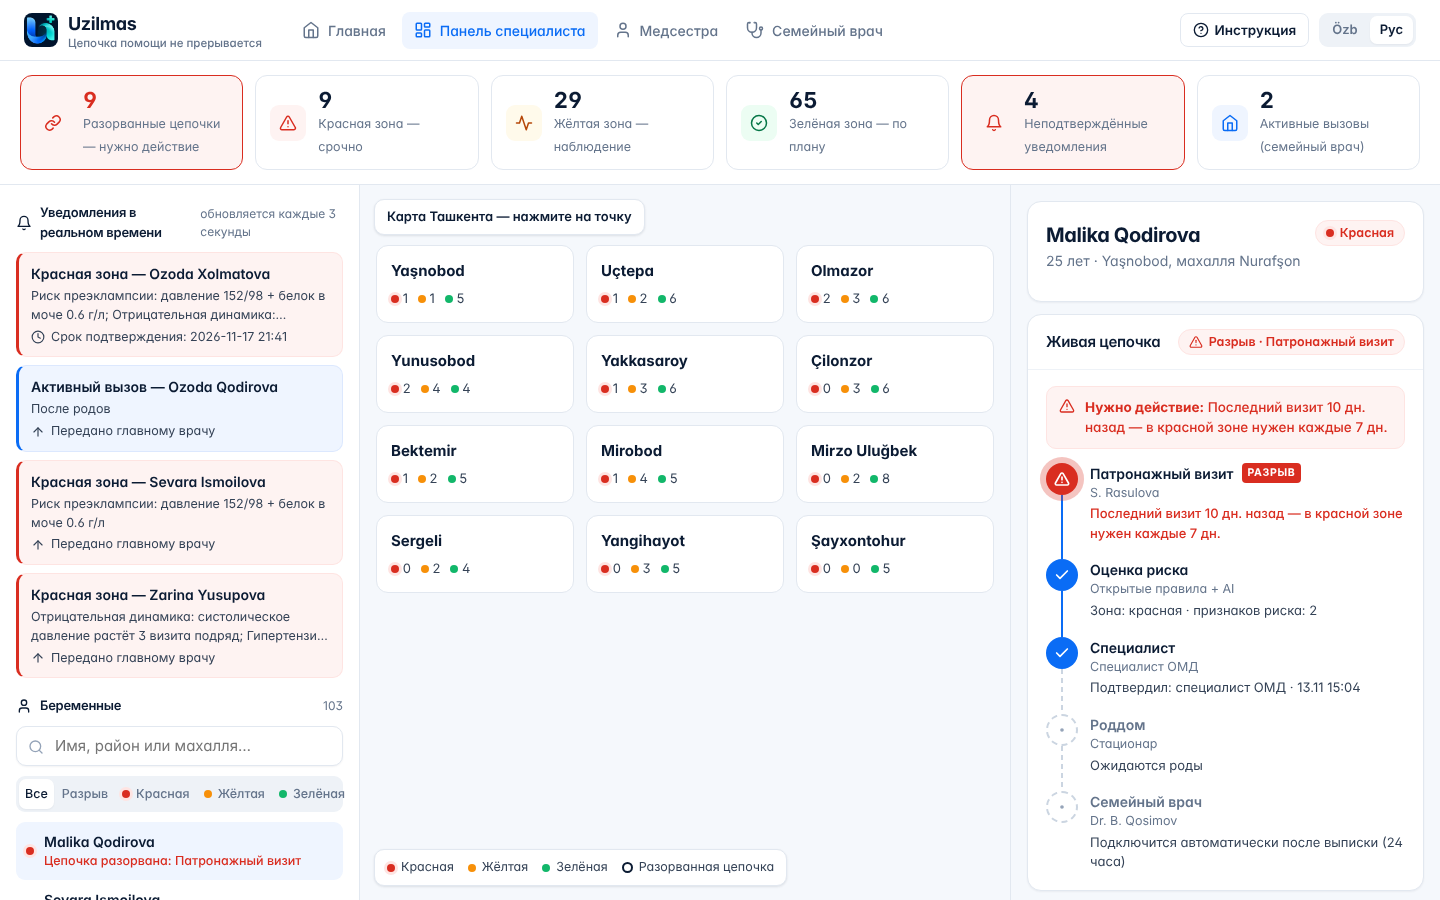 Uzilmas
Цепочка помощи не прерывается
Главная
Панель специалиста
Медсестра
Семейный врач
Инструкция
Özb
Рус
9
Разорванные цепочки
— нужно действие
9
Красная зона —
срочно
29
Жёлтая зона —
наблюдение
65
Зелёная зона — по
плану
4
Неподтверждённые
уведомления
2
Активные вызовы
(семейный врач)
Уведомления в
реальном времени
обновляется каждые 3
секунды
Красная зона — Ozoda Xolmatova
Риск преэклампсии: давление 152/98 + белок в
моче 0.6 г/л; Отрицательная динамика:...
Срок подтверждения: 2026-11-17 21:41
Активный вызов — Ozoda Qodirova
После родов
Передано главному врачу
Красная зона — Sevara Ismoilova
Риск преэклампсии: давление 152/98 + белок в
моче 0.6 г/л
Передано главному врачу
Красная зона — Zarina Yusupova
Отрицательная динамика: систолическое
давление растёт 3 визита подряд; Гипертензи...
Передано главному врачу
Беременные
103
Имя, район или махалля...
Все
Разрыв
Красная
Жёлтая
Зелёная
Malika Qodirova
Цепочка разорвана: Патронажный визит
Sevara Ismoilova
Карта Ташкента — нажмите на точку
Yaşnobod
1 1 5
Uçtepa
1 2 6
Olmazor
2 3 6
Yunusobod
2 4 4
Yakkasaroy
1 3 6
Çilonzor
0 3 6
Bektemir
1 2 5
Mirobod
1 4 5
Mirzo Uluğbek
0 2 8
Sergeli
0 2 4
Yangihayot
0 3 5
Şayxontohur
0 0 5
Красная
Жёлтая
Зелёная
Разорванная цепочка
Malika Qodirova
Красная
25 лет · Yaşnobod, махалля Nurafşon
Живая цепочка
Разрыв · Патронажный визит
Нужно действие: Последний визит 10 дн.
назад — в красной зоне нужен каждые 7 дн.
Патронажный визит
РАЗРЫВ
S. Rasulova
Последний визит 10 дн. назад — в красной зоне
нужен каждые 7 дн.
Оценка риска
Открытые правила + AI
Зона: красная · признаков риска: 2
Специалист
Специалист ОМД
Подтвердил: специалист ОМД · 13.11 15:04
Роддом
Стационар
Ожидаются роды
Семейный врач
Dr. B. Qosimov
Подключится автоматически после выписки (24
часа)